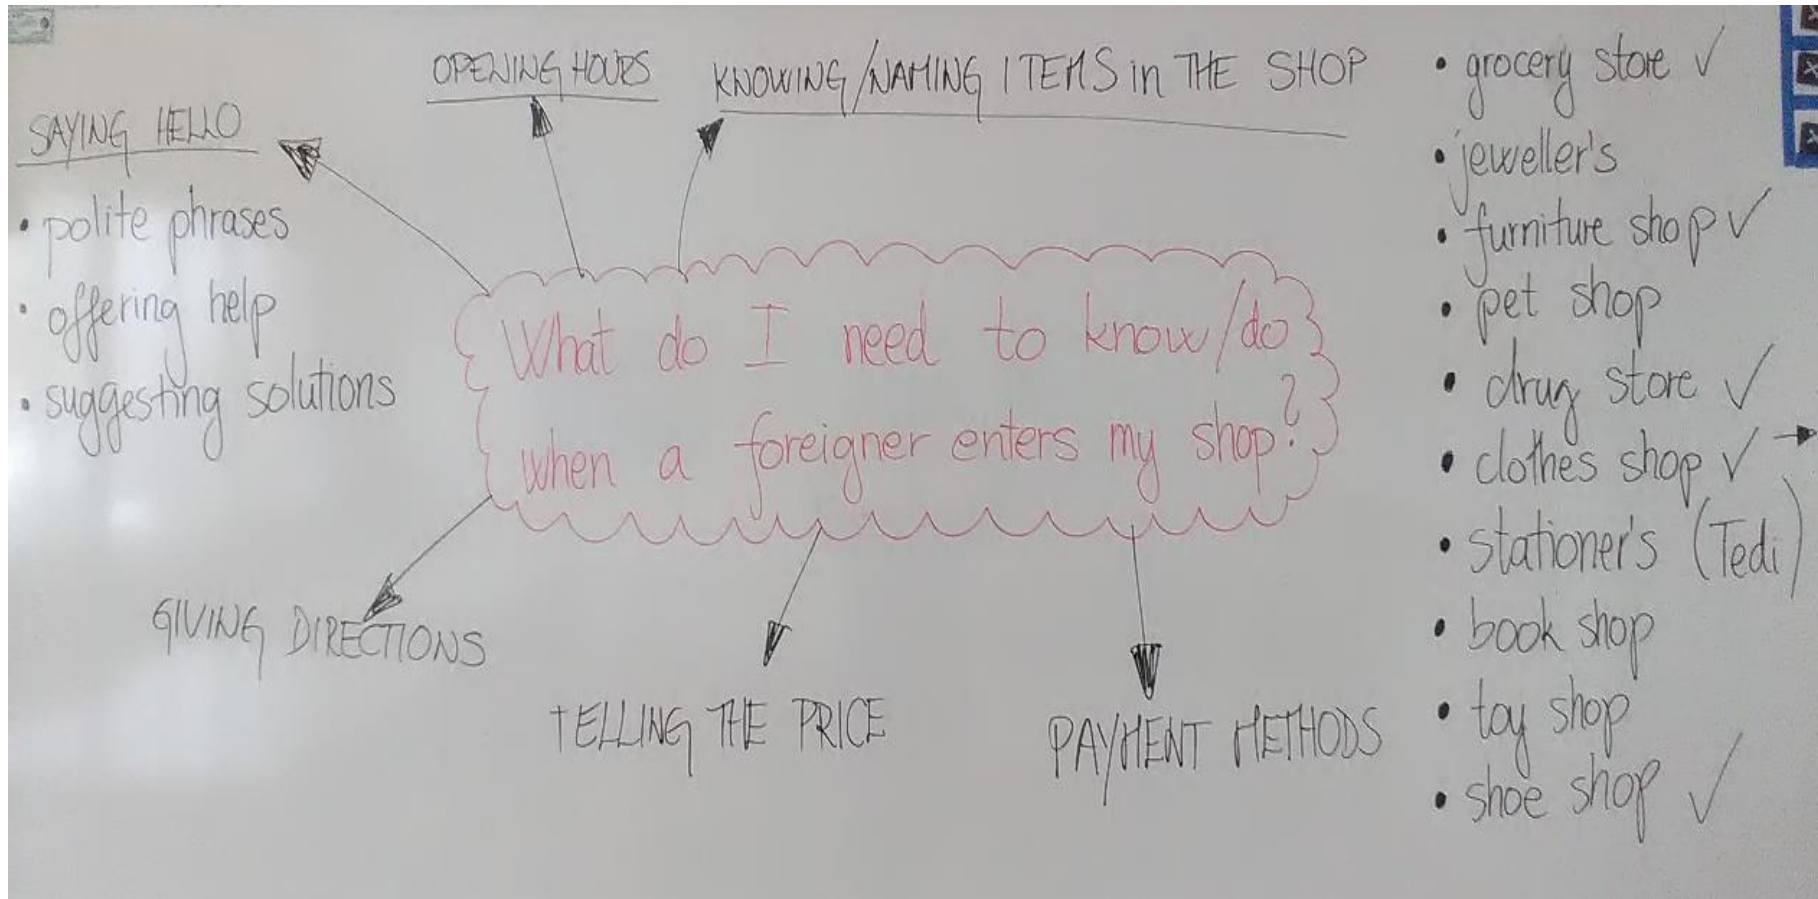 OPENING HOURS
KNOWING/NAMING ITEMS in THE SHOP
SAYING HELLO
• polite phrases
• offering help
• suggesting solutions
What do I need to know/do
when a foreigner enters my shop?
GIVING DIRECTIONS
TELLING THE PRICE
PAYMENT METHODS
• grocery store ✓
• jeweller's
• furniture shop ✓
• pet shop
• drug store ✓
• clothes shop ✓ →
• stationer's (Tedi)
• book shop
• toy shop
• shoe shop ✓